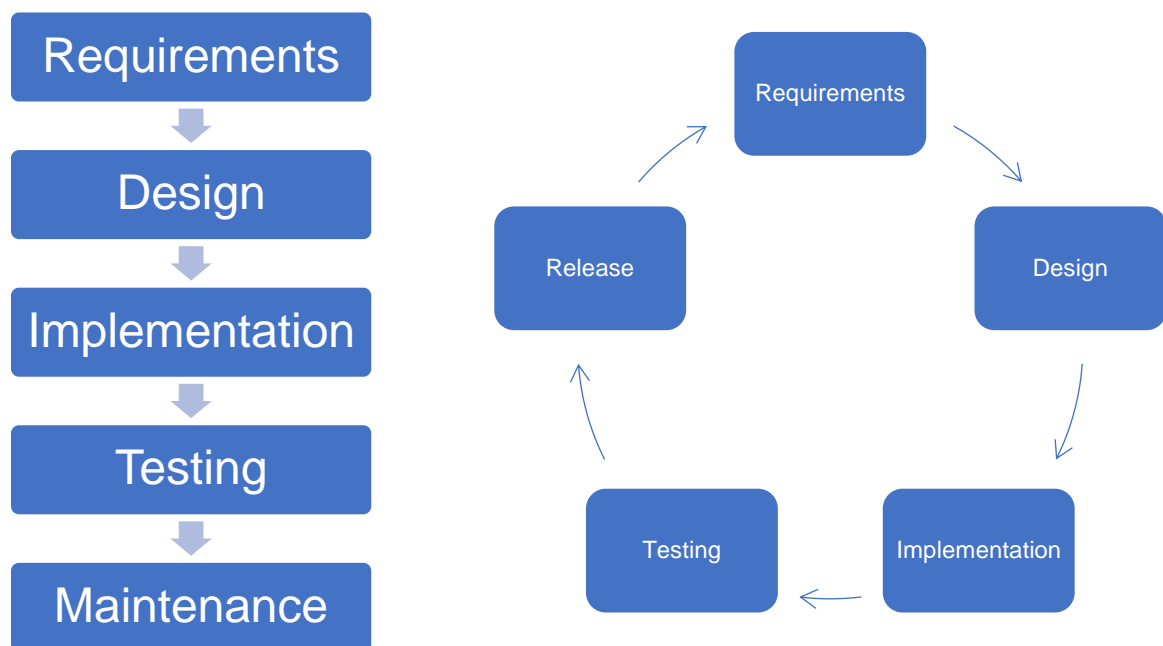 Requirements
Design
Implementation
Testing
Maintenance
Requirements
Design
Implementation
Testing
Release